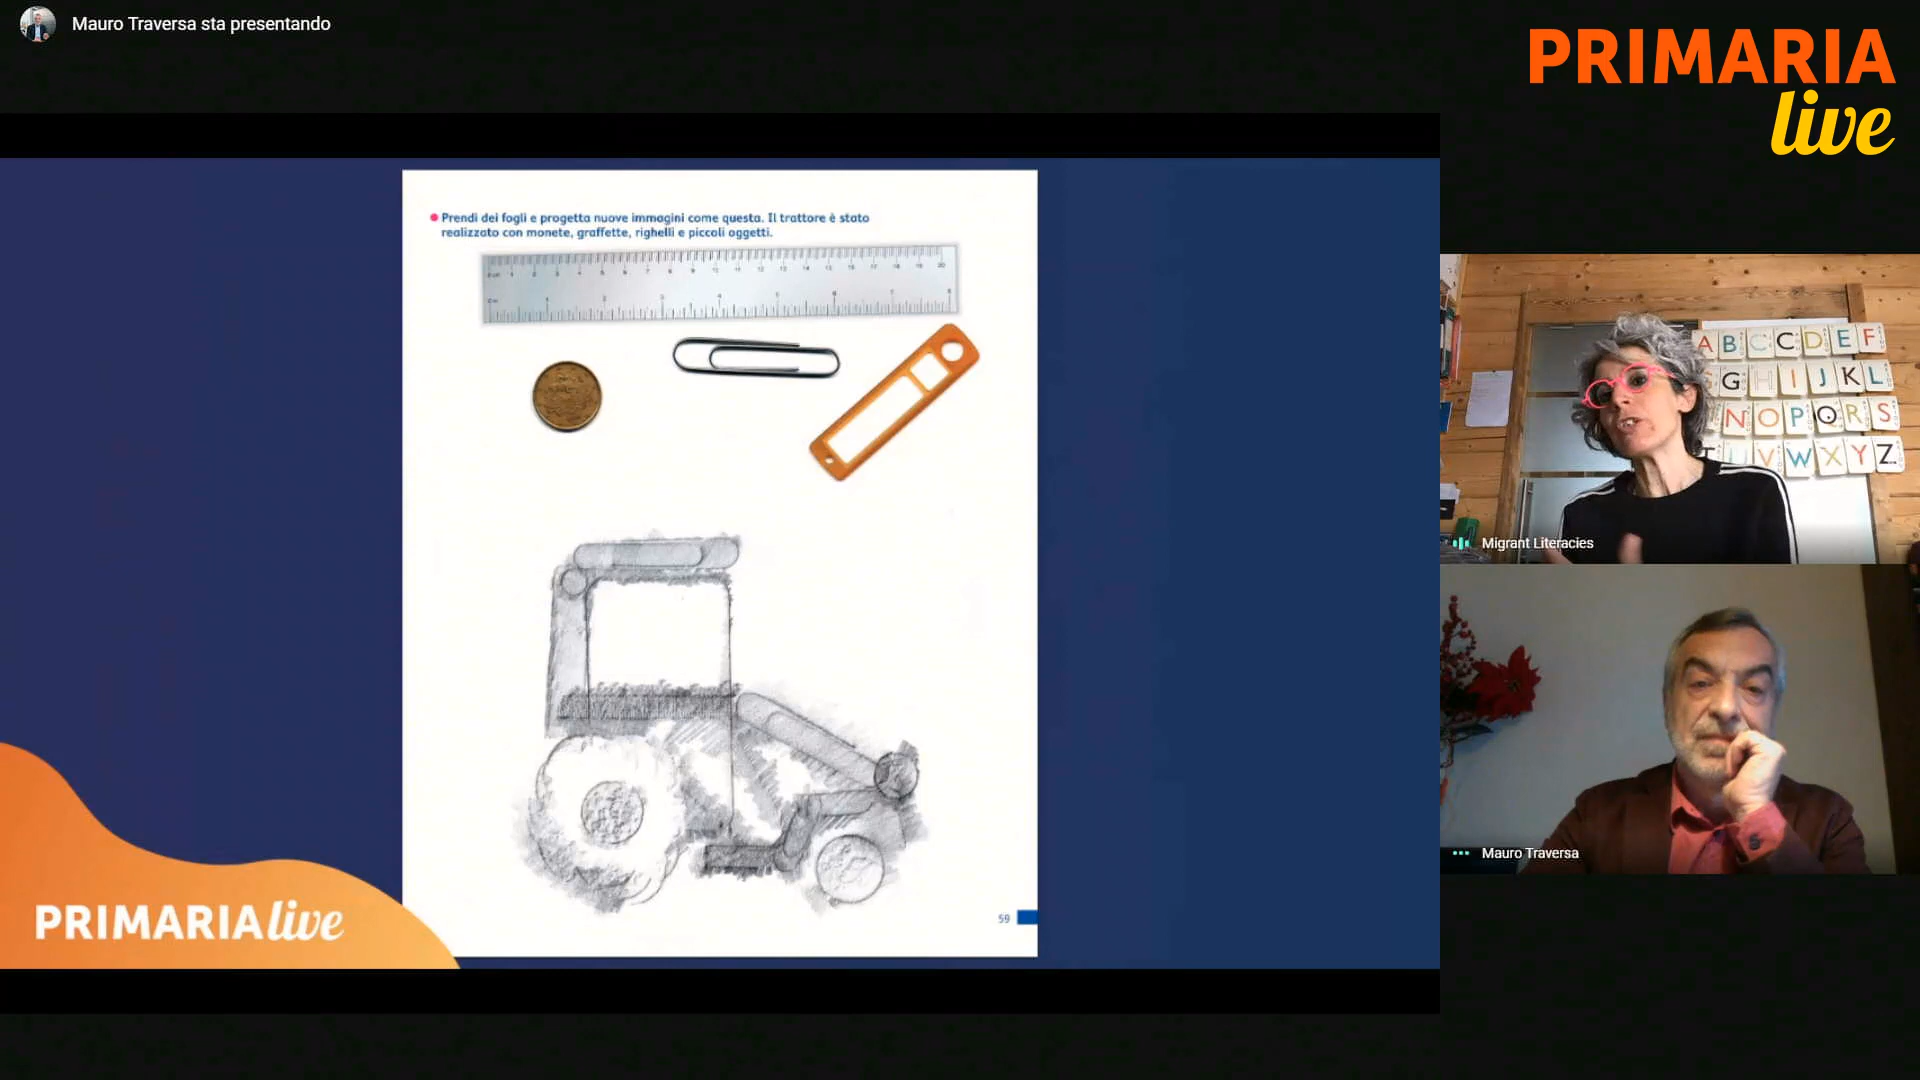 Mauro Traversa sta presentando
PRIMARIA
live
Prendi dei fogli e progetta nuove immagini come questa. Il trattore è stato
realizzato con monete, graffette, righelli e piccoli oggetti.
A B C C D E F
G H I J K L
N O P Q R S
T U V W X Y Z
Migrant Literacies
Mauro Traversa
59
PRIMARIA live